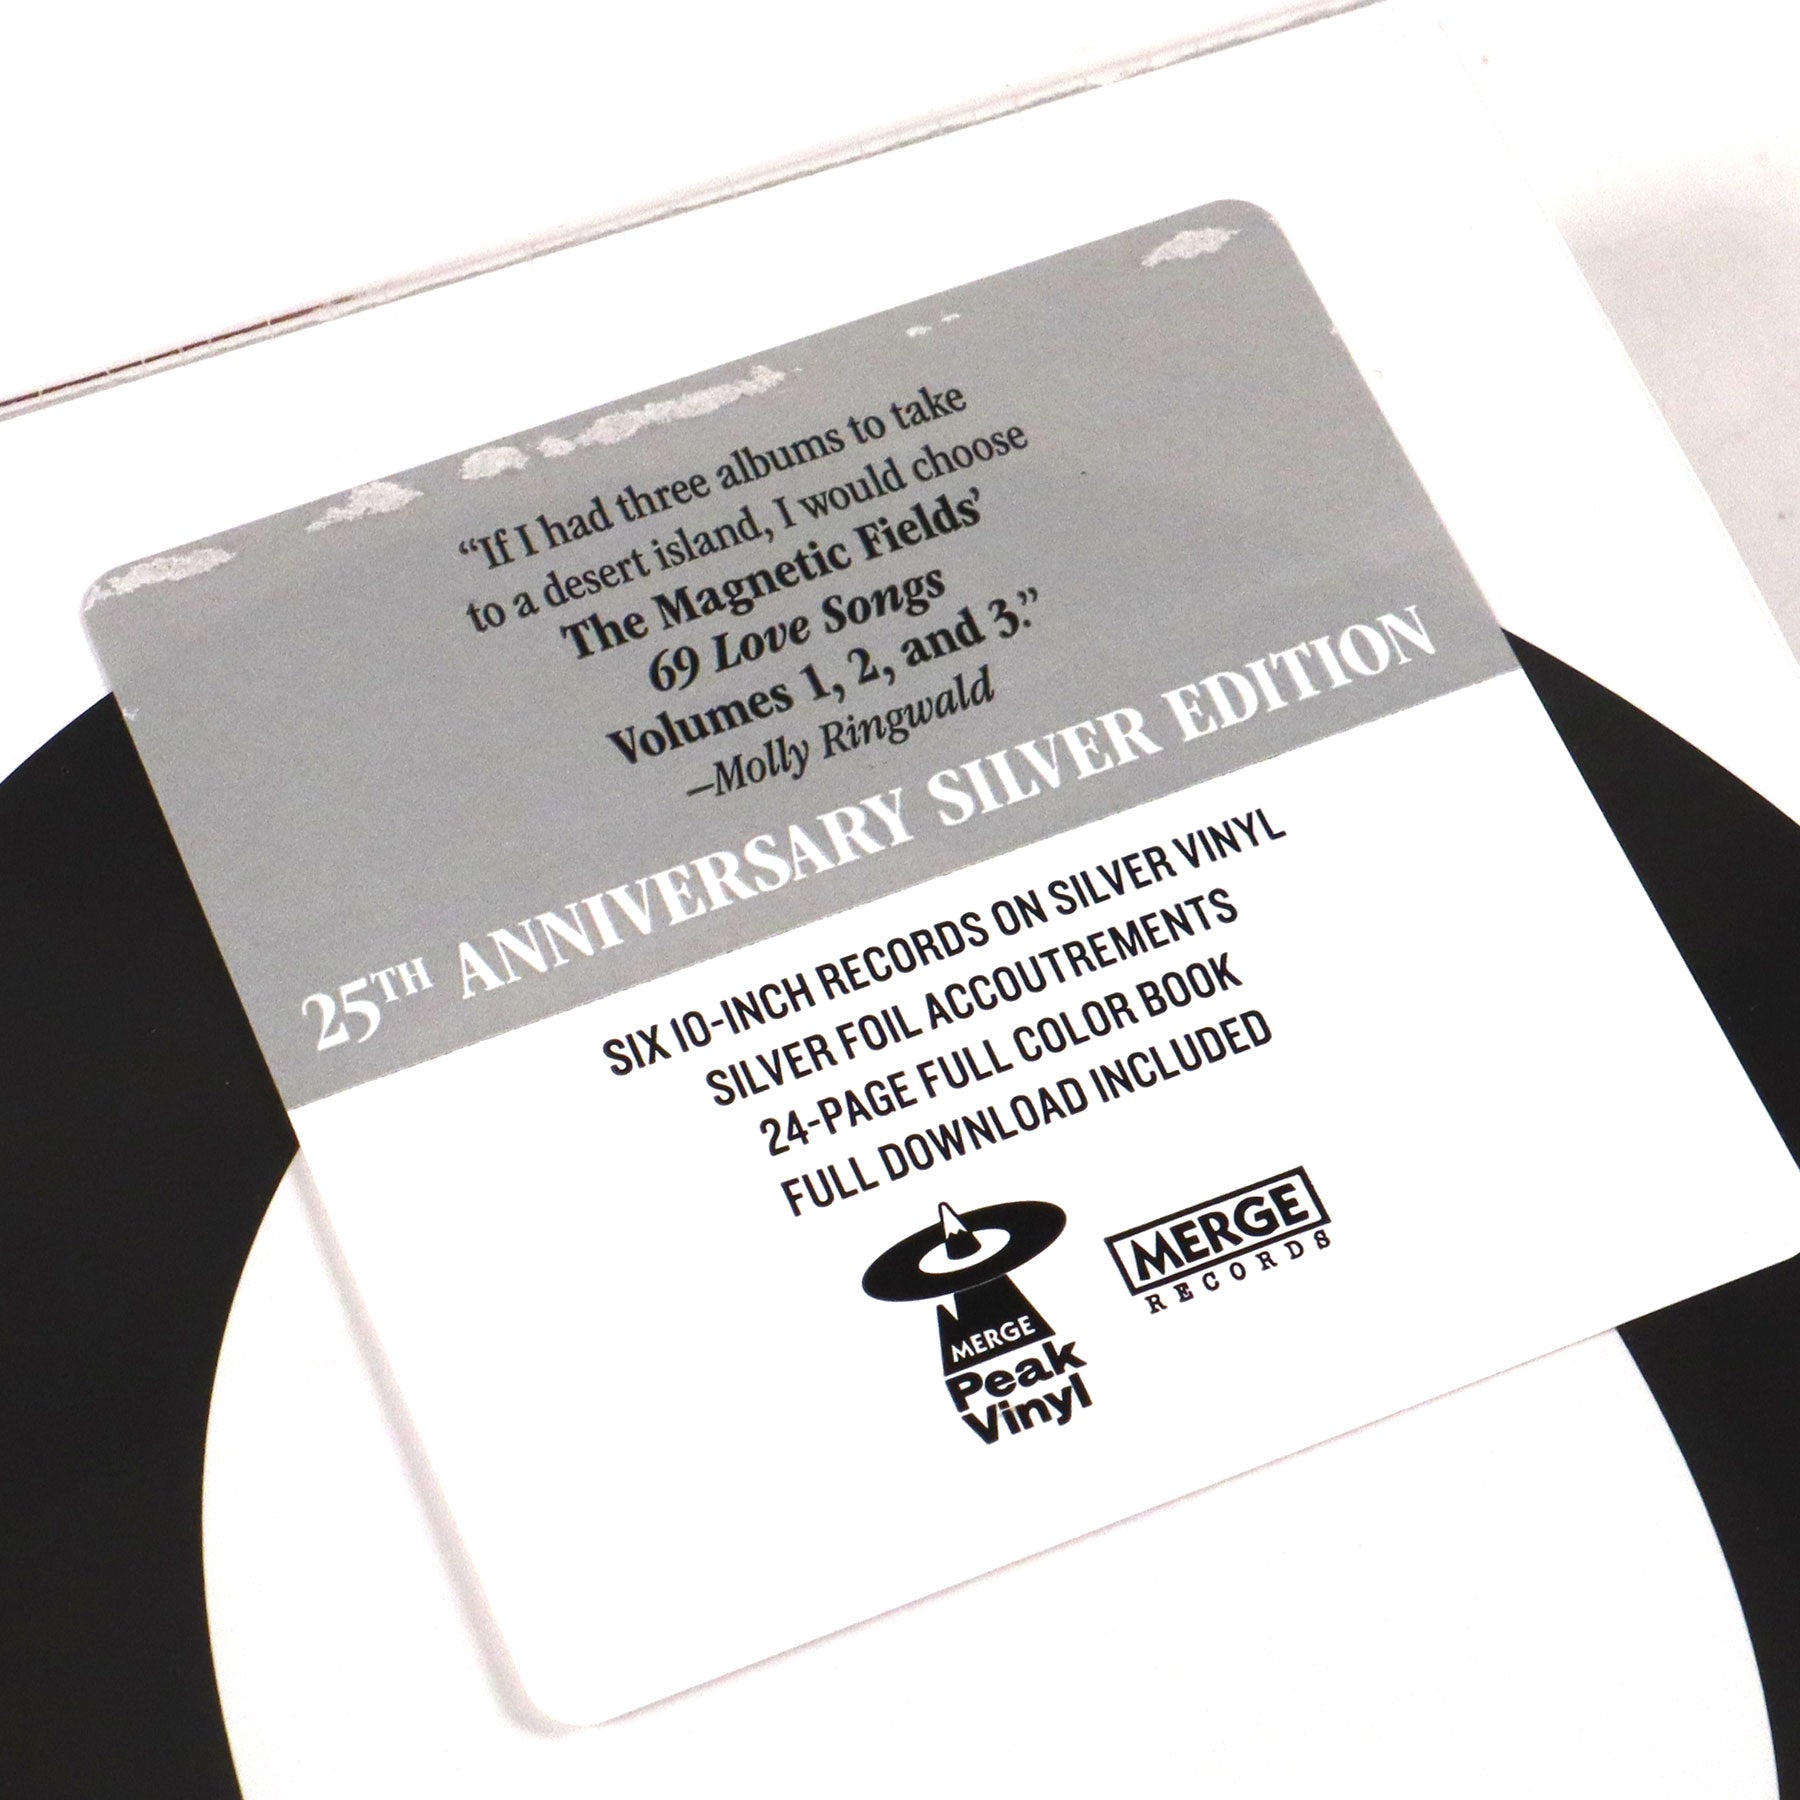 “If I had three albums to take
to a desert island, I would choose
The Magnetic Fields’
69 Love Songs
Volumes 1, 2, and 3.”
–Molly Ringwald
25TH ANNIVERSARY SILVER EDITION
SIX 10-INCH RECORDS ON SILVER VINYL
SILVER FOIL ACCOUTREMENTS
24-PAGE FULL COLOR BOOK
FULL DOWNLOAD INCLUDED
MERGE
Peak
Vinyl
MERGE
RECORDS